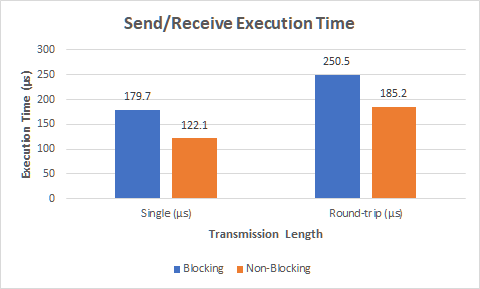 Send/Receive Execution Time
300
250
200
150
100
50
0
Execution Time (µs)
179.7
122.1
250.5
185.2
Single (µs)
Round-trip (µs)
Transmission Length
Blocking
Non-Blocking